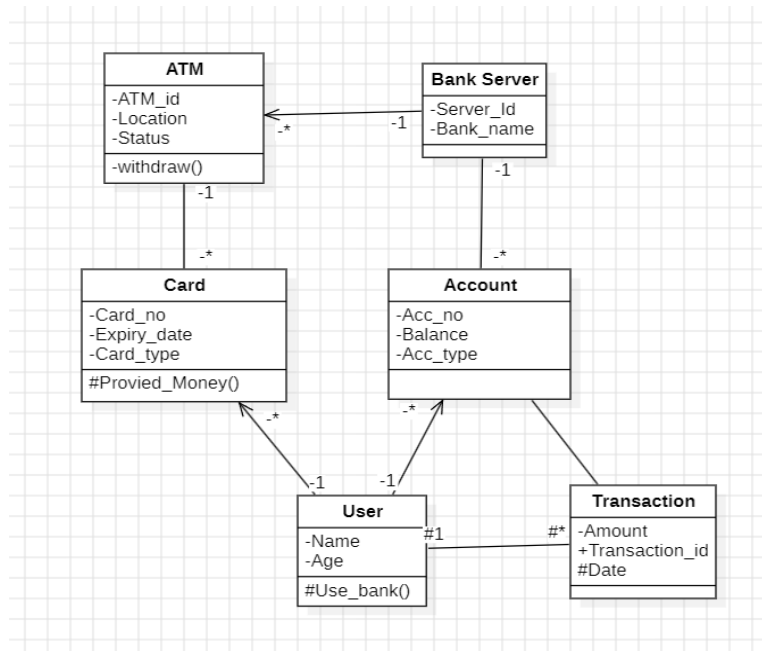 ATM
-ATM_id
-Location
-Status
-withdraw()
Bank Server
-Server_Id
-Bank_name
-*
-1
-1
-*
-1
-*
Card
-Card_no
-Expiry_date
-Card_type
#Provied_Money()
Account
-Acc_no
-Balance
-Acc_type
-*
-*
-1
-1
User
-Name
-Age
#Use_bank()
#1
#*
Transaction
-Amount
+Transaction_id
#Date